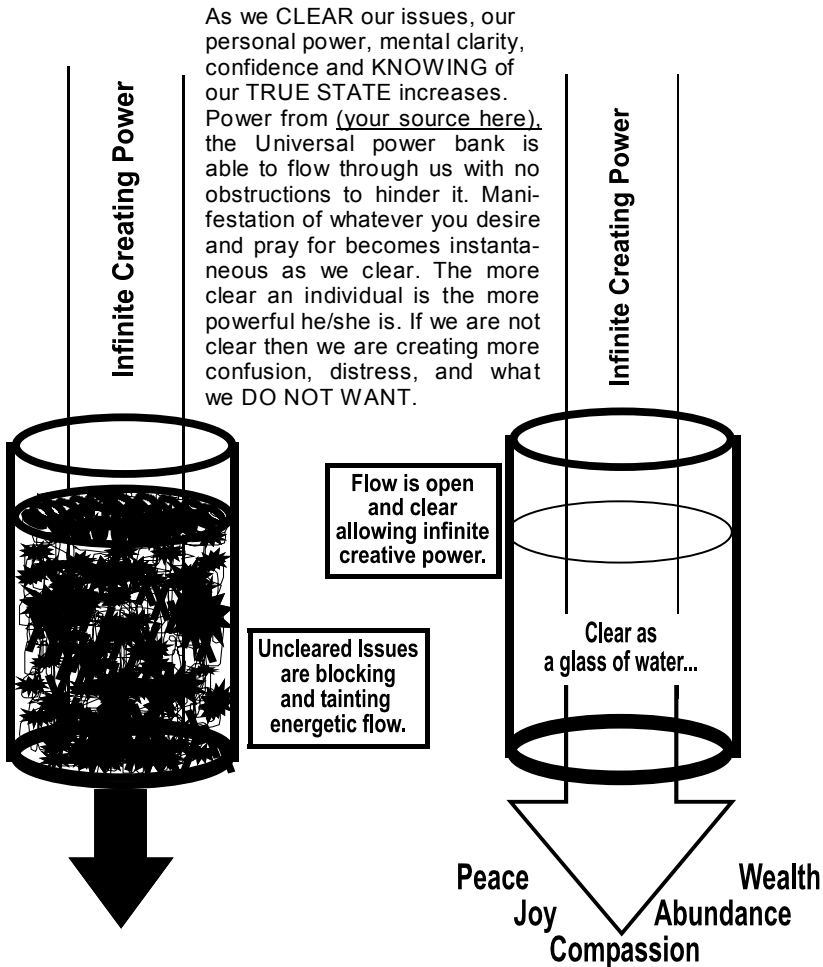 As we CLEAR our issues, our
personal power, mental clarity,
confidence and KNOWING of
our TRUE STATE increases.
Power from (your source here),
the Universal power bank is
able to flow through us with no
obstructions to hinder it. Mani-
festation of whatever you desire
and pray for becomes instanta-
neous as we clear. The more
clear an individual is the more
powerful he/she is. If we are not
clear then we are creating more
confusion, distress, and what
we DO NOT WANT.
Infinite Creating Power
Infinite Creating Power
Flow is open
and clear
allowing infinite
creative power.
Uncleared Issues
are blocking
and tainting
energetic flow.
Clear as
a glass of water...
Peace
Wealth
Joy
Abundance
Compassion